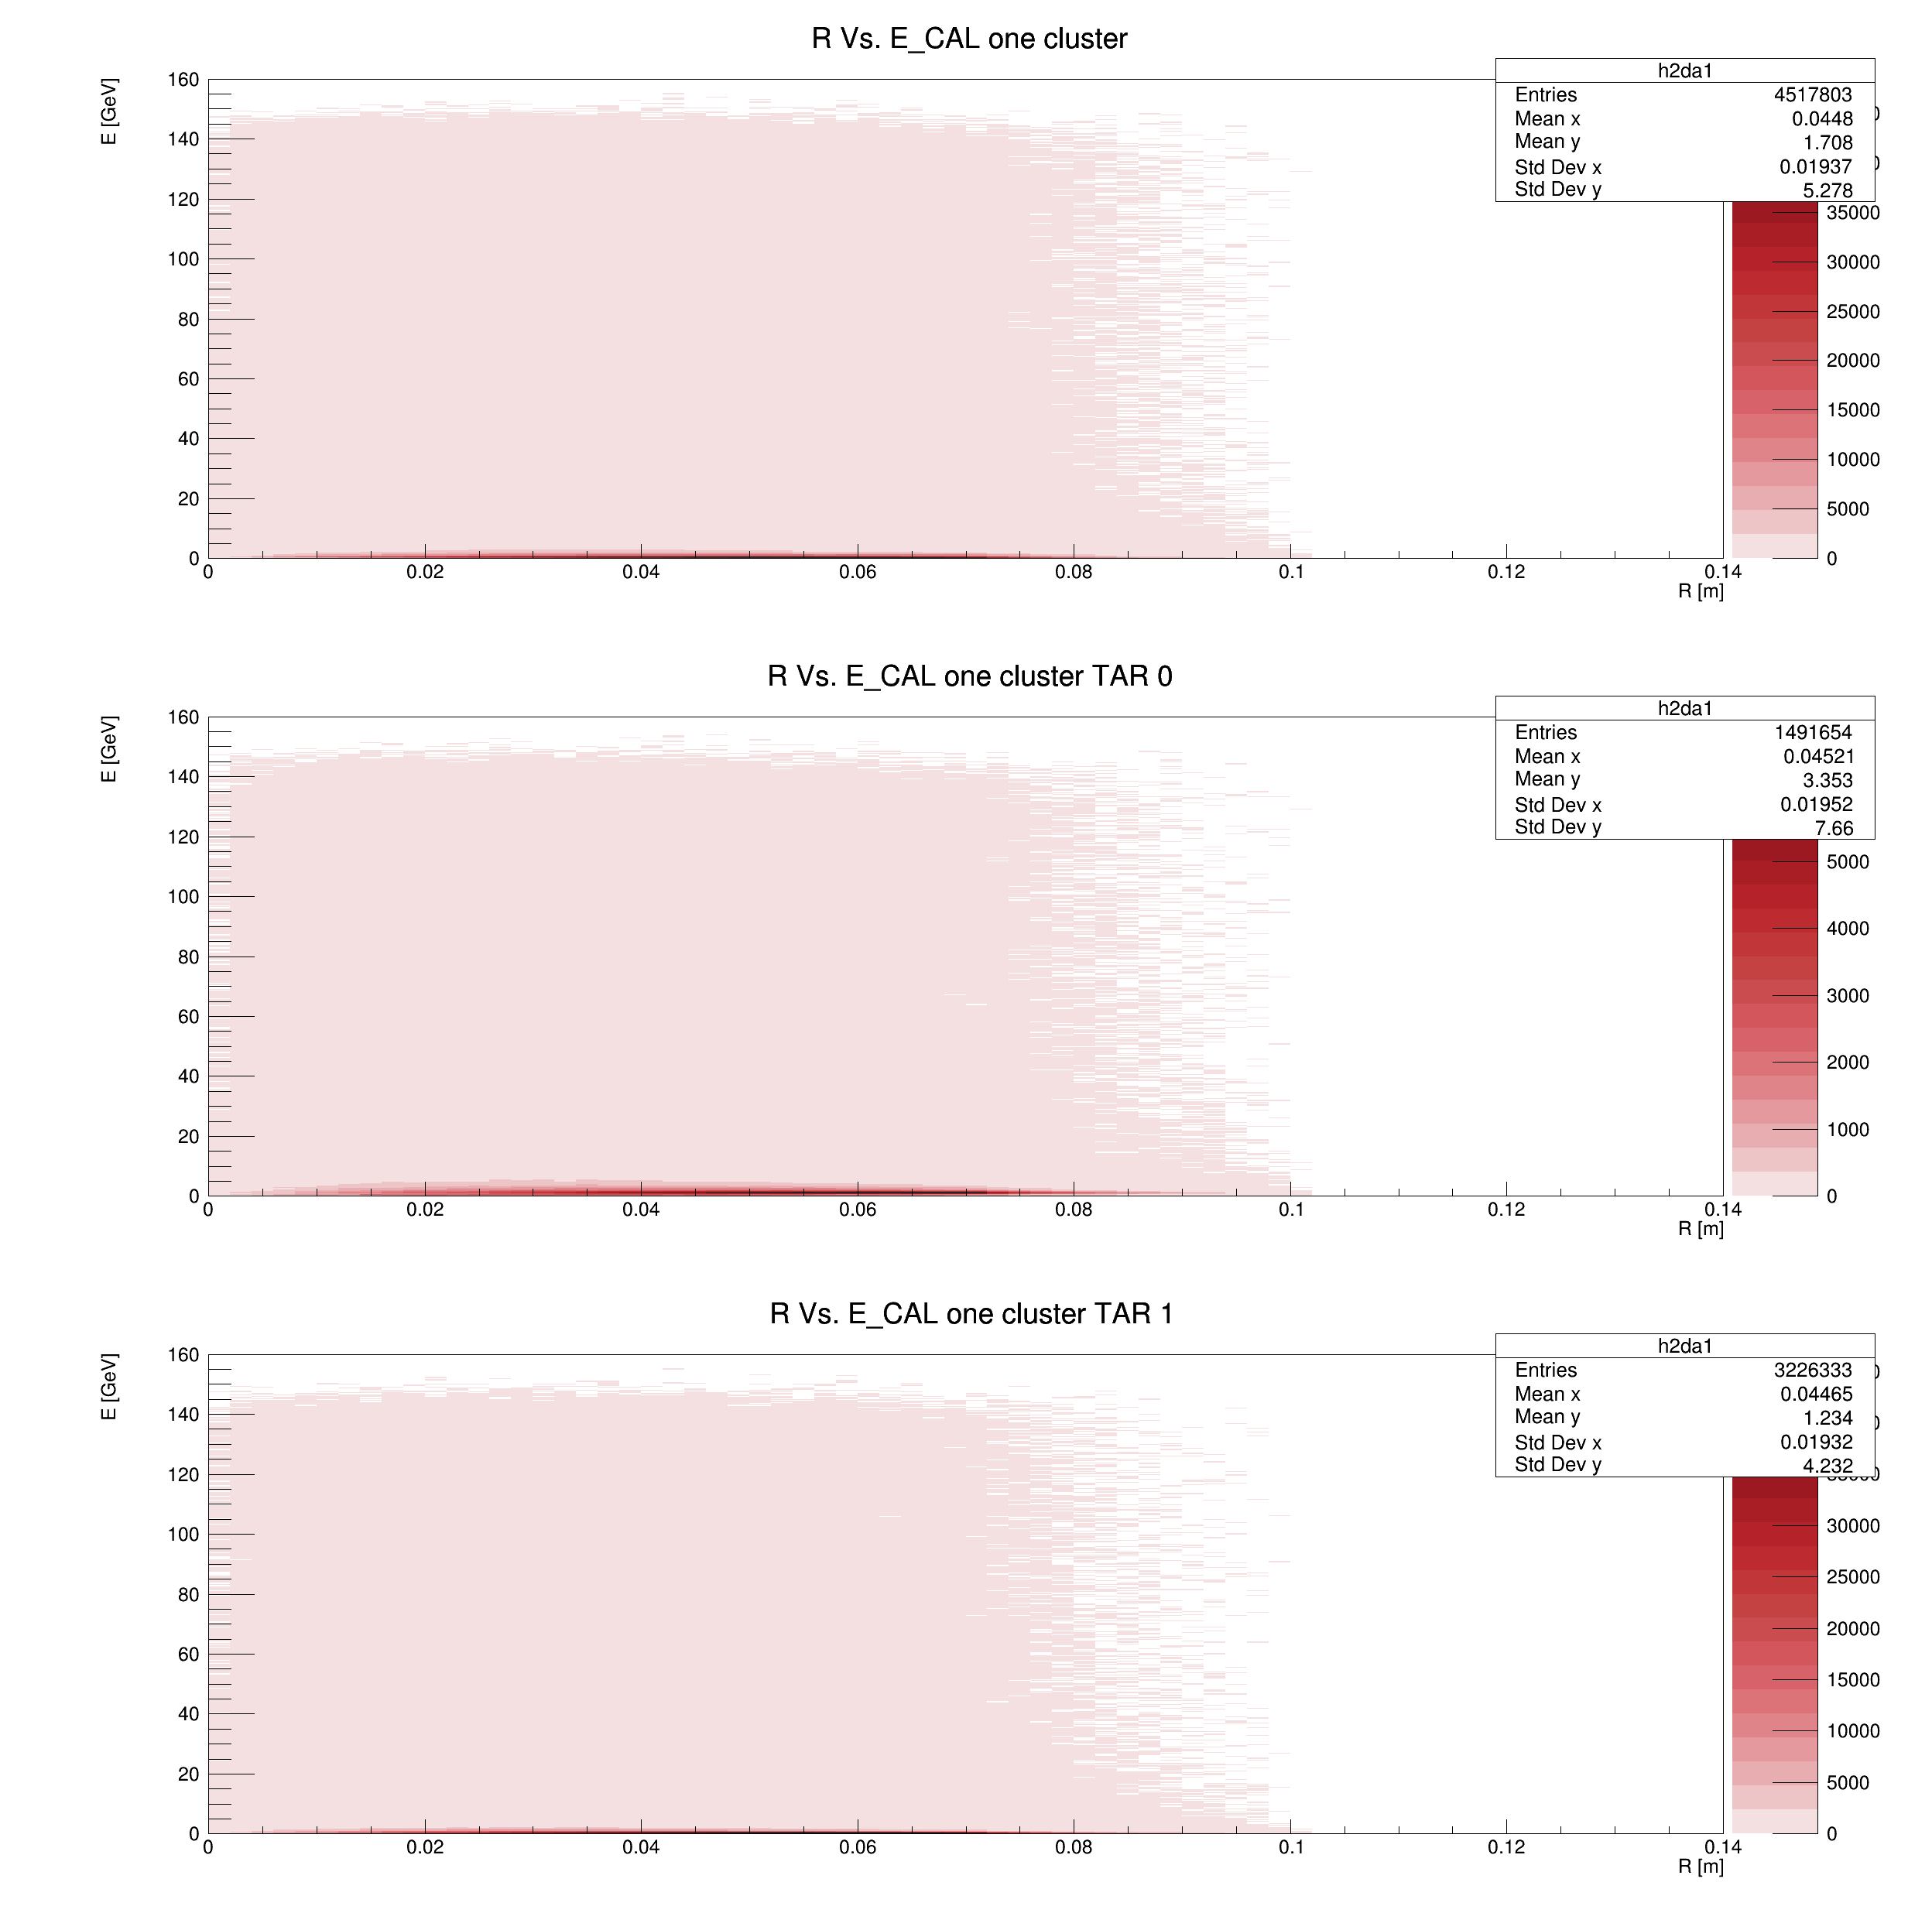 R Vs. E_CAL one cluster
E [GeV]
160
140
120
100
80
60
40
20
0
0 0.02 0.04 0.06 0.08 0.1 0.12 0.14
R [m]
h2da1
Entries 4517803
Mean x 0.0448
Mean y 1.708
Std Dev x 0.01937
Std Dev y 5.278
35000
30000
25000
20000
15000
10000
5000
0
R Vs. E_CAL one cluster TAR 0
E [GeV]
160
140
120
100
80
60
40
20
0
0 0.02 0.04 0.06 0.08 0.1 0.12 0.14
R [m]
h2da1
Entries 1491654
Mean x 0.04521
Mean y 3.353
Std Dev x 0.01952
Std Dev y 7.66
5000
4000
3000
2000
1000
0
R Vs. E_CAL one cluster TAR 1
E [GeV]
160
140
120
100
80
60
40
20
0
0 0.02 0.04 0.06 0.08 0.1 0.12 0.14
R [m]
h2da1
Entries 3226333
Mean x 0.04465
Mean y 1.234
Std Dev x 0.01932
Std Dev y 4.232
30000
25000
20000
15000
10000
5000
0